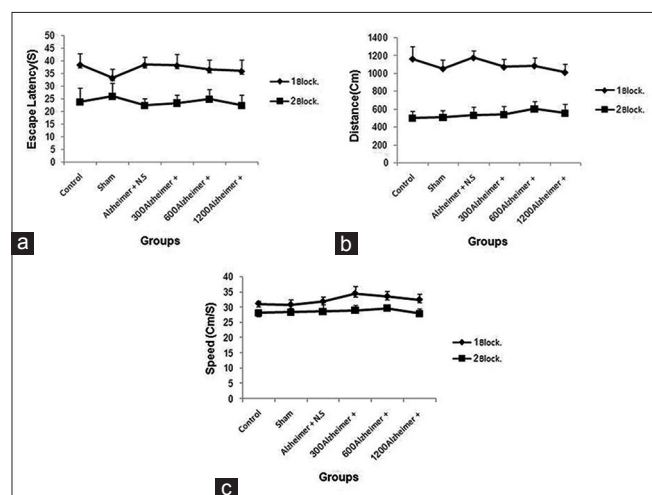 50
45
40
35
30
25
20
15
10
5
0
Escape Latency(S)
Control
Sham
Alzheimer + N.S
300Alzheimer +
600Alzheimer +
1200Alzheimer +
1Block.
2Block.
Groups
a
1400
1200
1000
800
600
400
200
0
Distance(Cm)
Control
Sham
Alzheimer + N.S
300Alzheimer +
600Alzheimer +
1200Alzheimer +
1Block.
2Block.
Groups
b
40
35
30
25
20
15
10
5
0
Speed (Cm/S)
Control
Sham
Alzheimer + N.S
300Alzheimer +
600Alzheimer +
1200Alzheimer +
1Block.
2Block.
Groups
c